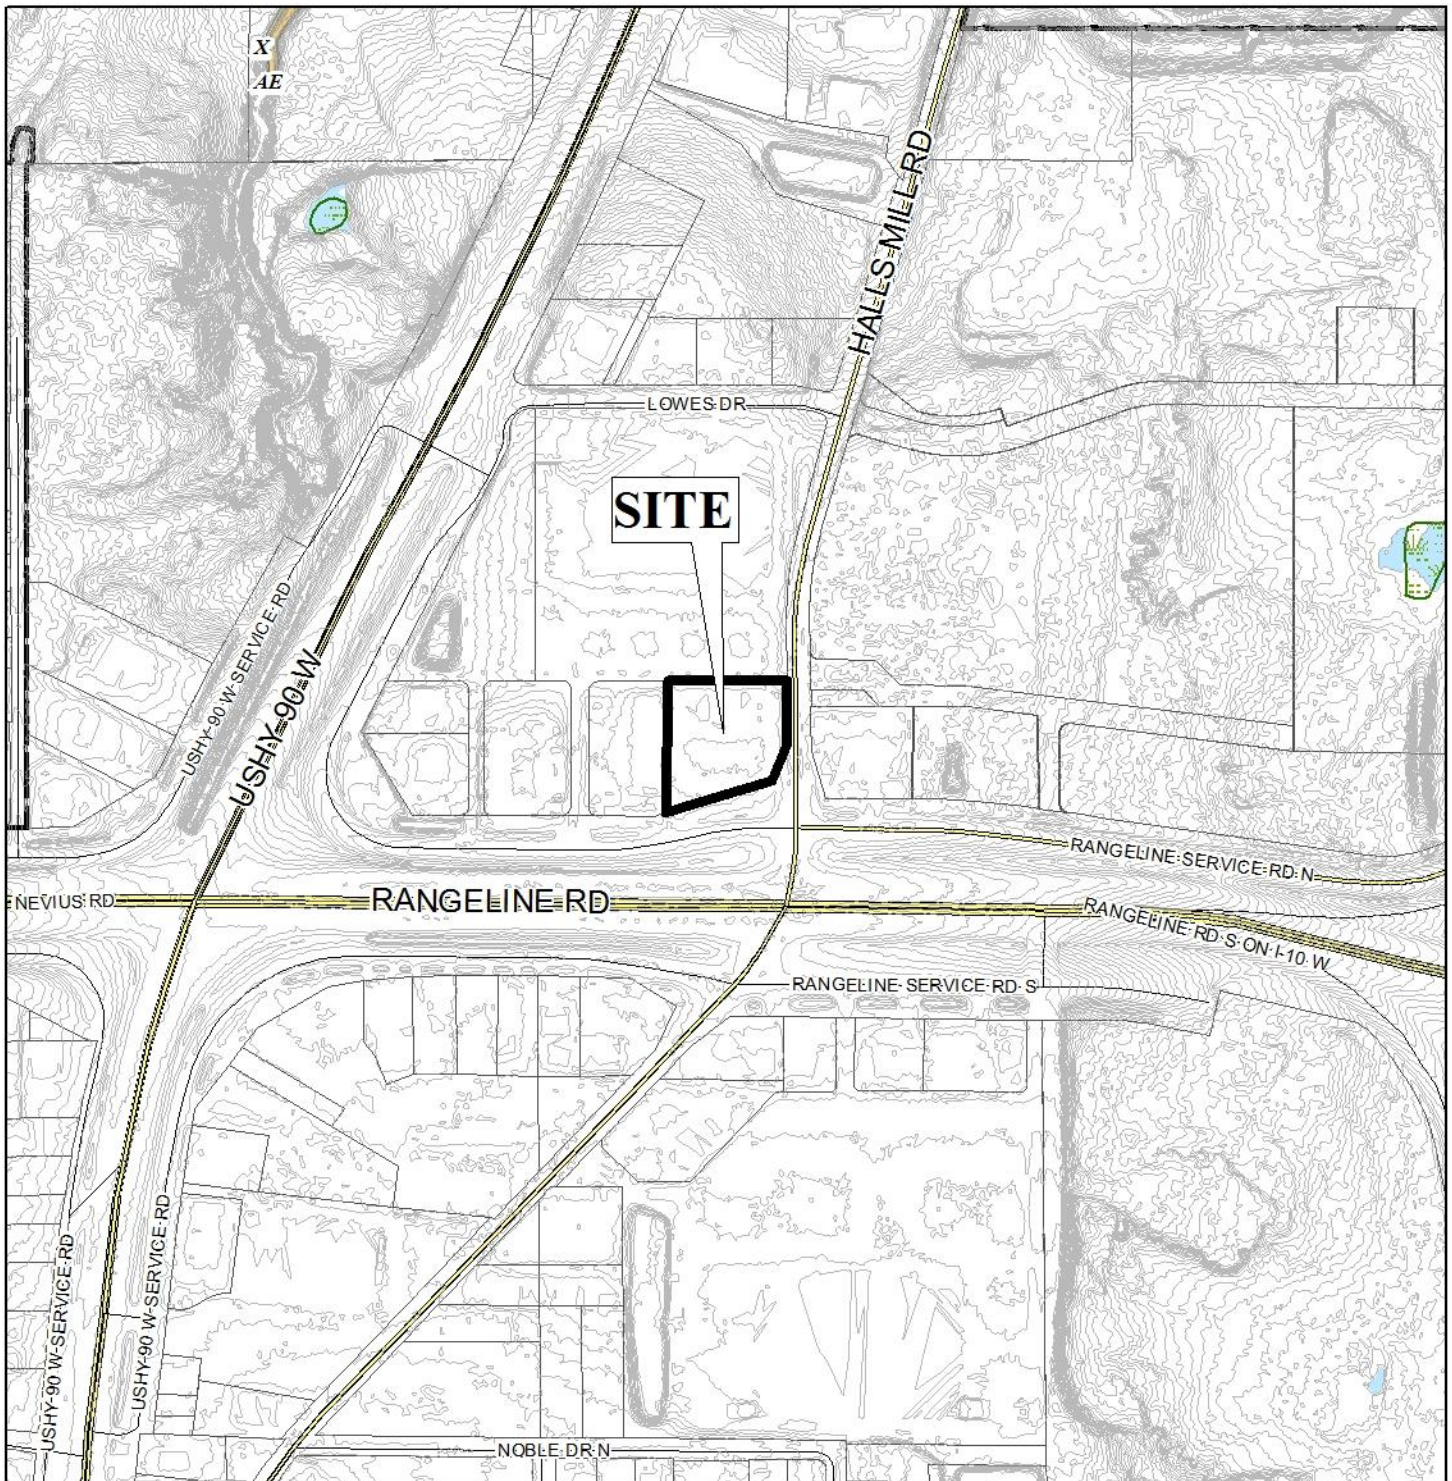 X
AE
HALLS MILL RD
LOWES DR
SITE
USHY 90 W SERVICE RD
USHY 90 W
RANGELINE SERVICE RD N
NEVIUS RD
RANGELINE RD
RANGELINE RD S ON I-10 W
RANGELINE SERVICE RD S
USHY 90 W SERVICE RD
USHY 90 W SERVICE RD
NOBLE DR N